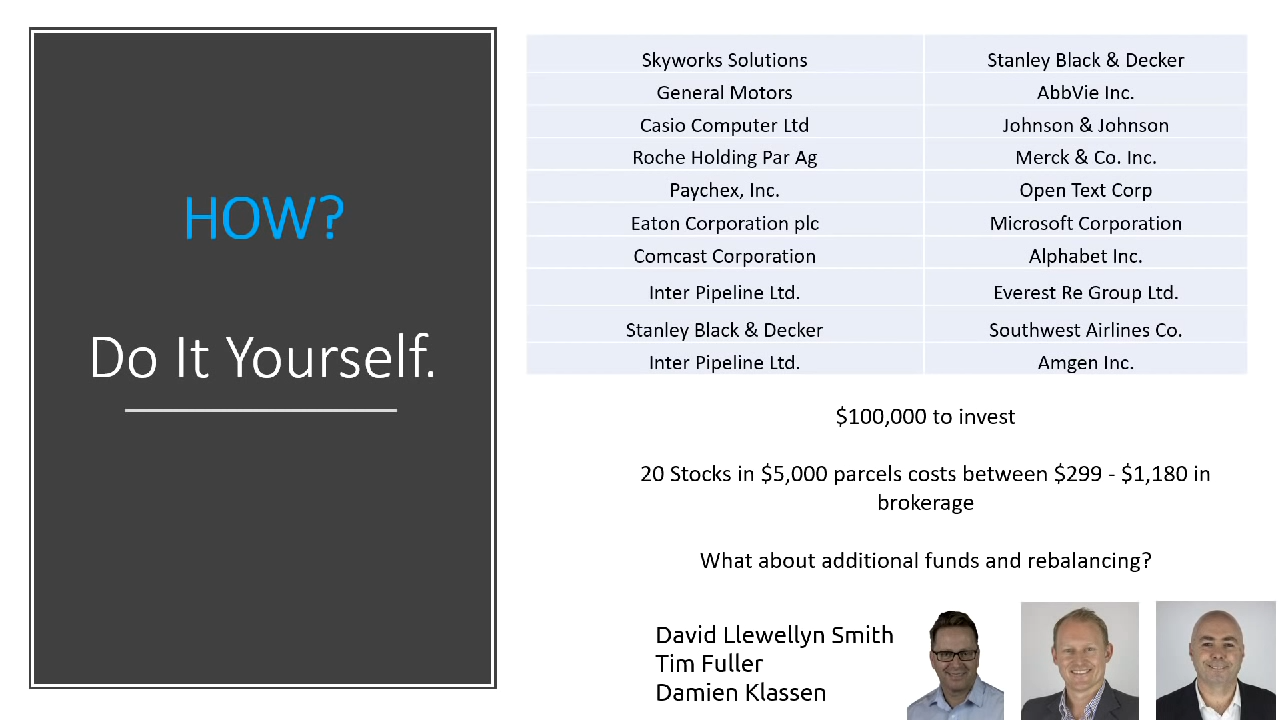 HOW?
Do It Yourself.
Skyworks Solutions Stanley Black & Decker
General Motors AbbVie Inc.
Casio Computer Ltd Johnson & Johnson
Roche Holding Par Ag Merck & Co. Inc.
Paychex, Inc. Open Text Corp
Eaton Corporation plc Microsoft Corporation
Comcast Corporation Alphabet Inc.
Inter Pipeline Ltd. Everest Re Group Ltd.
Stanley Black & Decker Southwest Airlines Co.
Inter Pipeline Ltd. Amgen Inc.
$100,000 to invest
20 Stocks in $5,000 parcels costs between $299 - $1,180 in
brokerage
What about additional funds and rebalancing?
David Llewellyn Smith
Tim Fuller
Damien Klassen